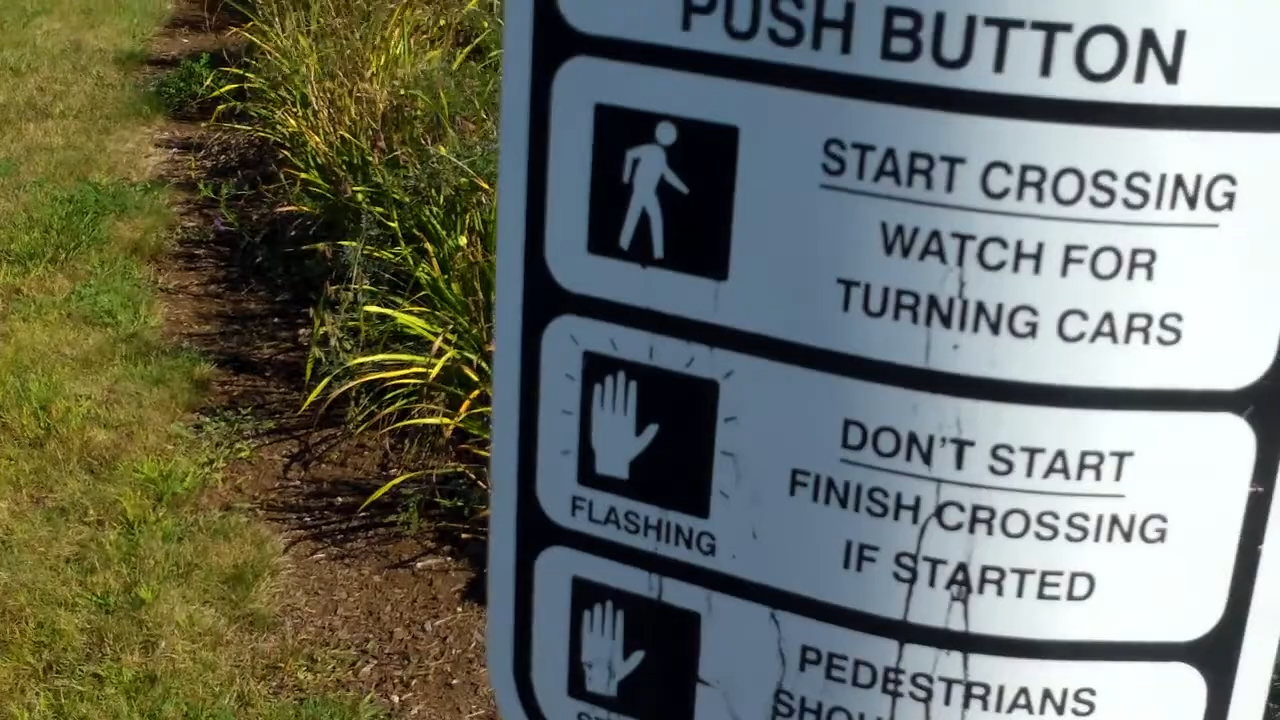 PUSH BUTTON
START CROSSING
WATCH FOR
TURNING CARS
DON'T START
FINISH CROSSING
IF STARTED
FLASHING
PEDESTRIANS